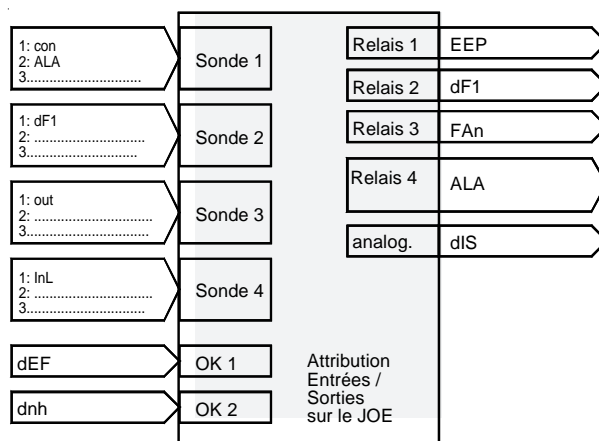 1: con
2: ALA
3..............................
Sonde 1
1: dF1
2: .............................
3.............................
Sonde 2
1: out
2: ...............................
3...............................
Sonde 3
1: InL
2: ...............................
3...............................
Sonde 4
dEF
OK 1
dnh
OK 2
Relais 1
EEP
Relais 2
dF1
Relais 3
FAn
Relais 4
ALA
analog.
dIS
Attribution
Entrées /
Sorties
sur le JOE